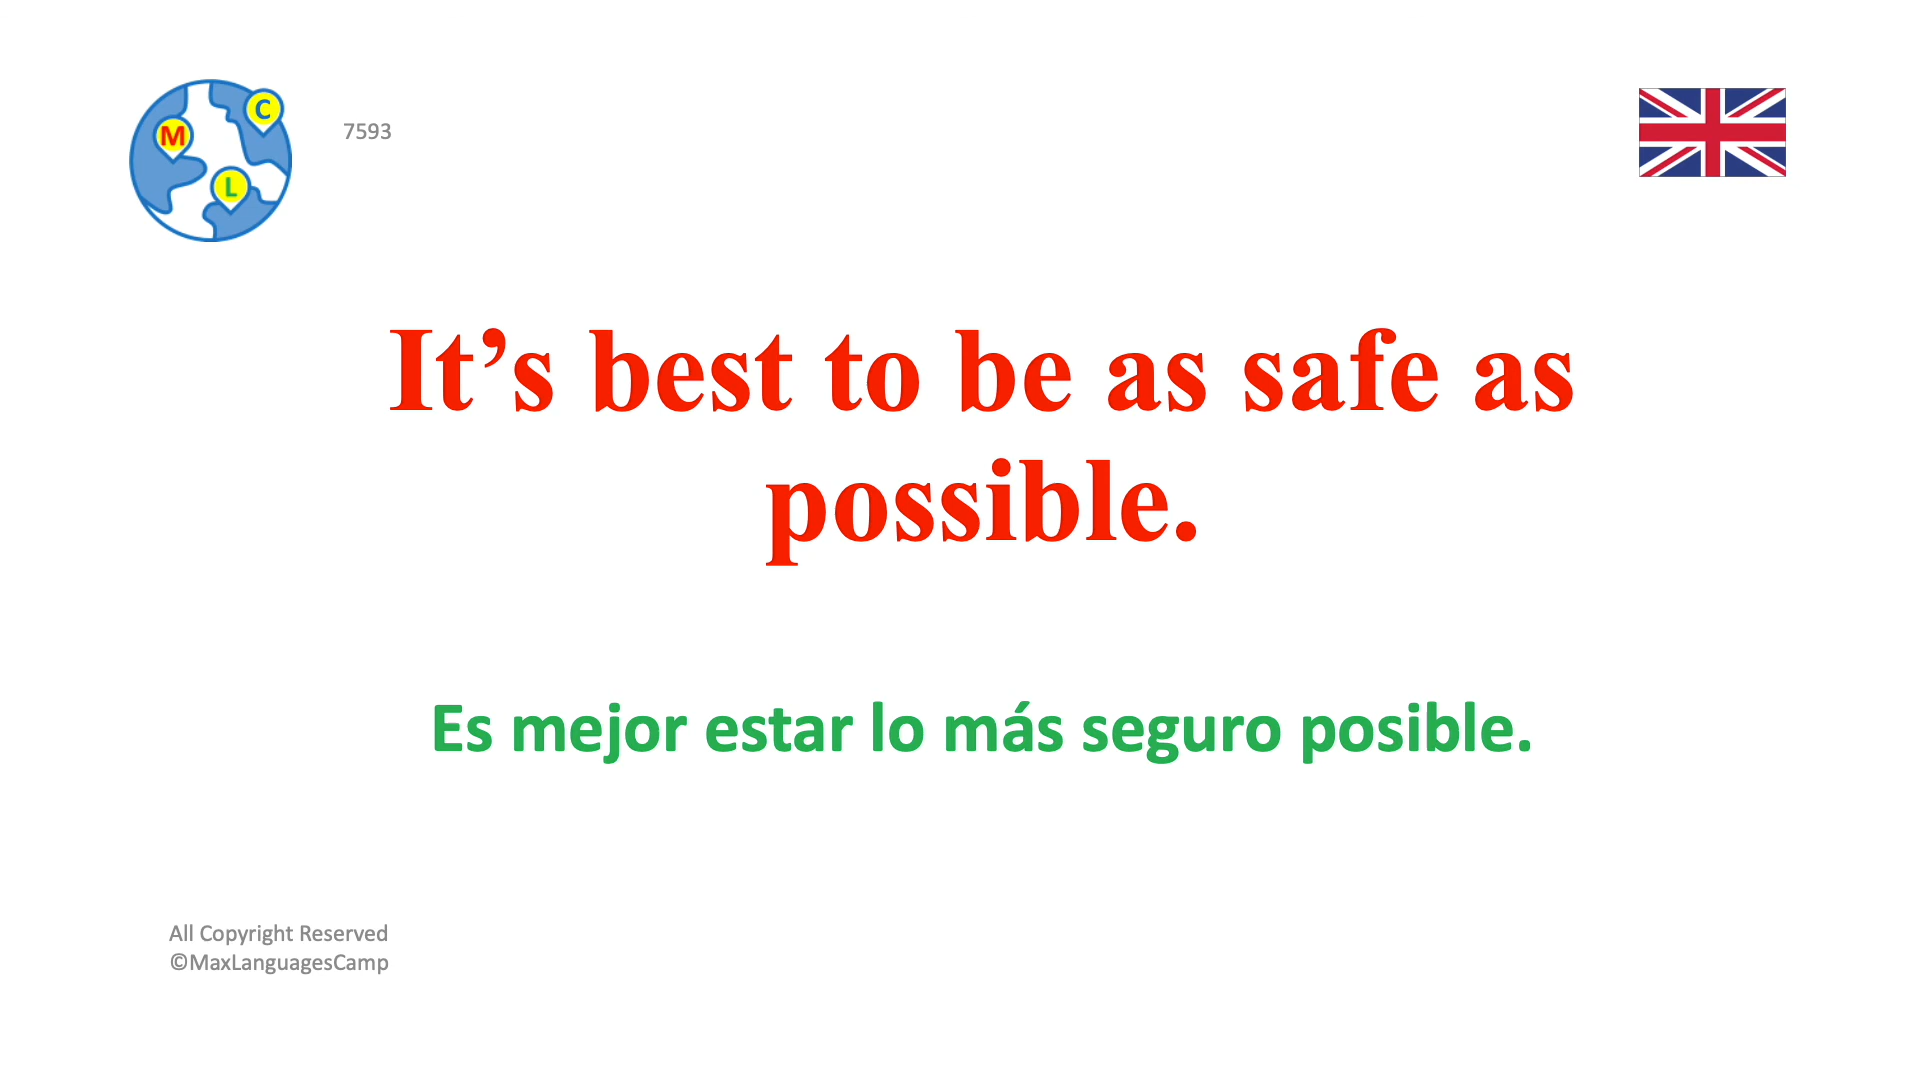 C
M
7593
L
It’s best to be as safe as
possible.
Es mejor estar lo más seguro posible.
All Copyright Reserved
©MaxLanguagesCamp